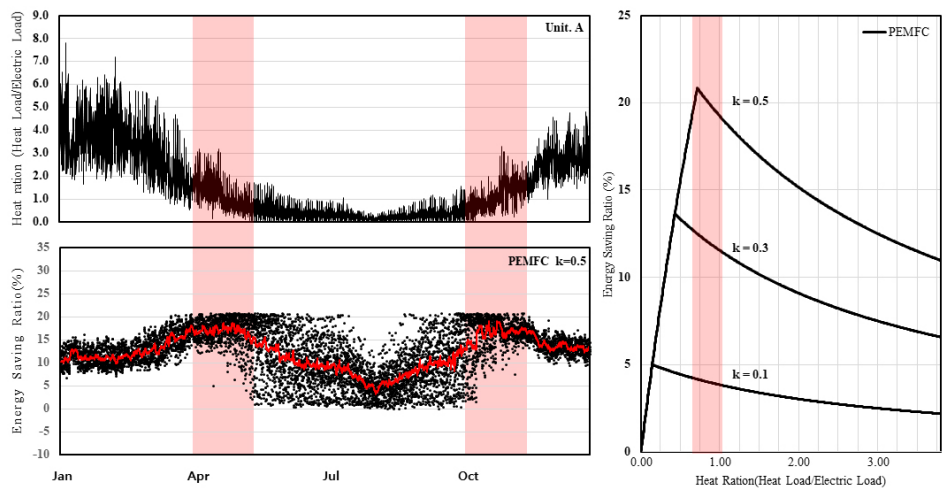 9.0
8.0
7.0
6.0
5.0
4.0
3.0
2.0
1.0
0.0
Heat ration (Heat Load/Electric Load)
Unit. A
35
30
25
20
15
10
5
0
-5
-10
Energy Saving Ratio(%)
PEMFC k=0.5
Jan
Apr
Jul
Oct
25
20
15
10
5
0
Energy Saving Ratio (%)
PEMFC
k = 0.5
k = 0.3
k = 0.1
0.00
1.00
2.00
3.00
Heat Ration(Heat Load/Electric Load)